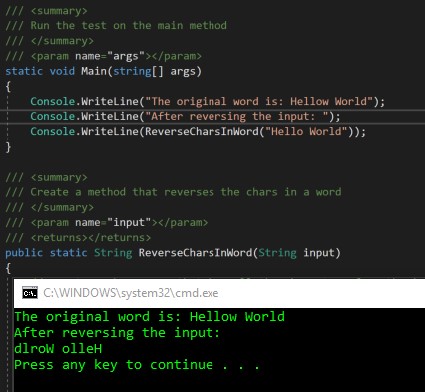 /// <summary>
/// Run the test on the main method
/// </summary>
/// <param name="args"></param>
static void Main(string[] args)
{
Console.WriteLine("The original word is: Hellow World");
Console.WriteLine("After reversing the input: ");
Console.WriteLine(ReverseCharsInWord("Hello World"));
}
/// <summary>
/// Create a method that reverses the chars in a word
/// </summary>
/// <param name="input"></param>
/// <returns></returns>
public static String ReverseCharsInWord(String input)
{
C:\WINDOWS\system32\cmd.exe
The original word is: Hellow World
After reversing the input:
dlroW olleH
Press any key to continue . . .